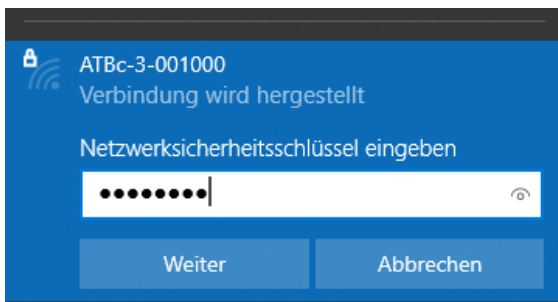 ATBc-3-001000
Verbindung wird hergestellt
Netzwerksicherheitsschlüssel eingeben
••••••••
Weiter
Abbrechen